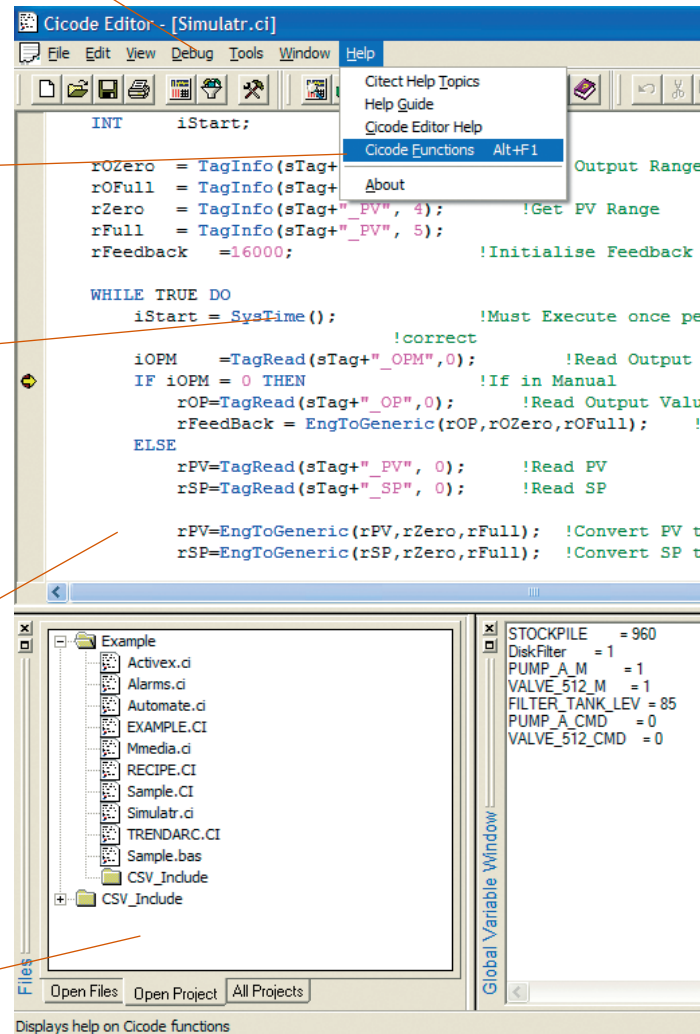 Cicode Editor - [Simulatr.ci]
File Edit View Debug Tools Window Help
Citect Help Topics
Help Guide
Cicode Editor Help
Cicode Functions Alt+F1
About
INT iStart;
rOZero = TagInfo(sTag+ Output Range
rOFull = TagInfo(sTag+
rZero = TagInfo(sTag+"_PV", 4); !Get PV Range
rFull = TagInfo(sTag+"_PV", 5);
rFeedback =16000; !Initialise Feedback
WHILE TRUE DO
iStart = SysTime(); !Must Execute once pe
!correct
iOPM =TagRead(sTag+"_OPM",0); !Read Output
IF iOPM = 0 THEN !If in Manual
rOP=TagRead(sTag+"_OP",0); !Read Output Valu
rFeedBack = EngToGeneric(rOP,rOZero,rOFull); !
ELSE
rPV=TagRead(sTag+"_PV", 0); !Read PV
rSP=TagRead(sTag+"_SP", 0); !Read SP
rPV=EngToGeneric(rPV,rZero,rFull); !Convert PV t
rSP=EngToGeneric(rSP,rZero,rFull); !Convert SP t
Example
Activex.ci
Alarms.ci
Automate.ci
EXAMPLE.CI
Mmedia.ci
RECIPE.CI
Sample.CI
Simulatr.ci
TRENDARC.CI
Sample.bas
CSV_Include
CSV_Include
Files
Open Files Open Project All Projects
STOCKPILE = 960
DiskFilter = 1
PUMP_A_M = 1
VALVE_512_M = 1
FILTER_TANK_LEV = 85
PUMP_A_CMD = 0
VALVE_512_CMD = 0
Global Variable Window
Displays help on Cicode functions